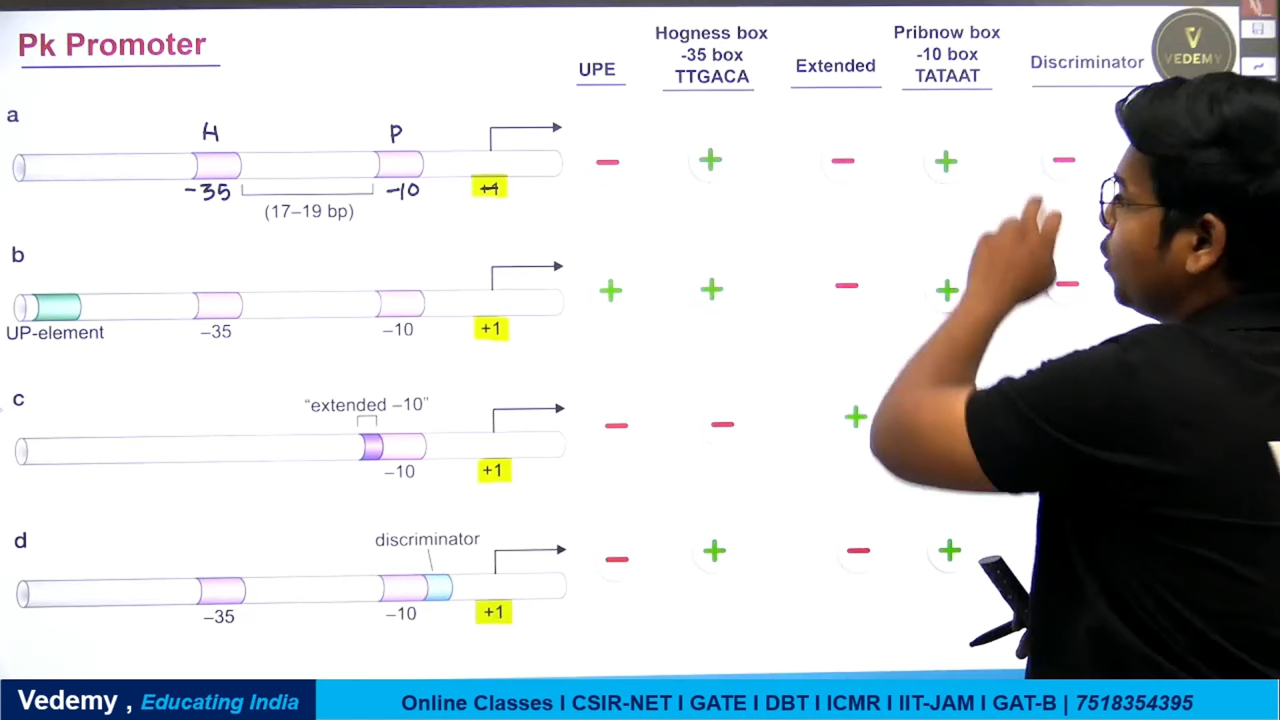 Pk Promoter
UPE
Hogness box
-35 box
TTGACA
Extended
Pribnow box
-10 box
TATAAT
Discriminator
VEDEMY
a
H
P
-35
-10
+1
(17–19 bp)
b
UP-element
–35
–10
+1
c
"extended –10"
–10
+1
d
discriminator
–35
–10
+1
Vedemy , Educating India
Online Classes I CSIR-NET I GATE I DBT I ICMR I IIT-JAM I GAT-B | 7518354395